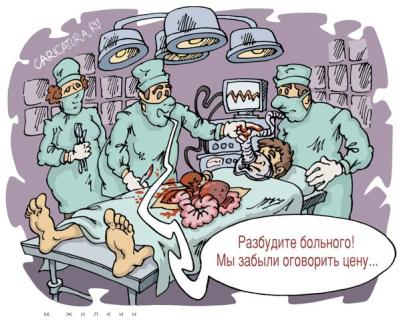 CARICATURA.RU
Разбудите больного!
Мы забыли оговорить цену...
М. ЖИЛКИН